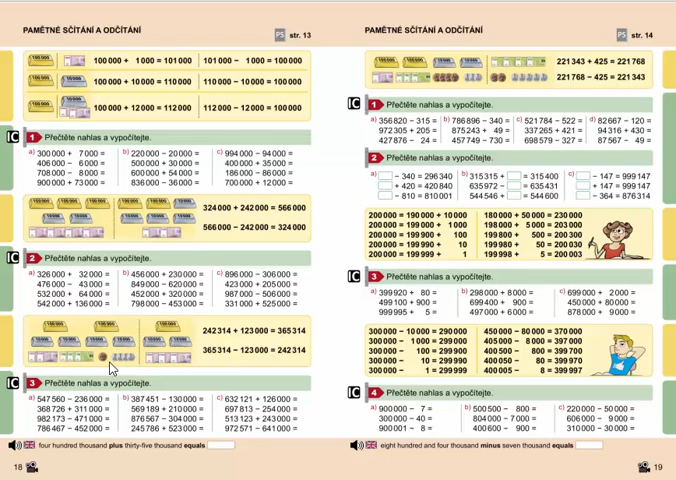 PAMĚTNÉ SČÍTÁNÍ A ODČÍTÁNÍ
PS str. 13
100 000 + 1 000 = 101 000 101 000 – 1 000 = 100 000
100 000 + 10 000 = 110 000 110 000 – 10 000 = 100 000
100 000 + 12 000 = 112 000 112 000 – 12 000 = 100 000
1 Přečtěte nahlas a vypočítejte.
a) 300 000 + 7 000 = b) 220 000 – 20 000 = c) 994 000 – 94 000 =
406 000 – 6 000 = 500 000 + 30 000 = 400 000 + 35 000 =
708 000 – 8 000 = 600 000 + 54 000 = 186 000 – 86 000 =
900 000 + 73 000 = 836 000 – 36 000 = 700 000 + 12 000 =
324 000 + 242 000 = 566 000
566 000 – 242 000 = 324 000
2 Přečtěte nahlas a vypočítejte.
a) 326 000 + 32 000 = b) 456 000 + 230 000 = c) 896 000 – 306 000 =
476 000 – 43 000 = 849 000 – 620 000 = 423 000 + 205 000 =
532 000 + 64 000 = 452 000 + 320 000 = 987 000 – 506 000 =
542 000 + 136 000 = 798 000 – 453 000 = 331 000 + 525 000 =
242 314 + 123 000 = 365 314
365 314 – 123 000 = 242 314
3 Přečtěte nahlas a vypočítejte.
a) 547 560 – 236 000 = b) 387 451 – 130 000 = c) 632 121 + 126 000 =
368 726 + 311 000 = 569 189 + 210 000 = 697 813 – 254 000 =
982 173 – 471 000 = 876 567 – 304 000 = 513 123 + 243 000 =
786 467 – 452 000 = 245 786 + 523 000 = 972 571 – 641 000 =
four hundred thousand plus thirty-five thousand equals
18
PAMĚTNÉ SČÍTÁNÍ A ODČÍTÁNÍ
PS str. 14
221 343 + 425 = 221 768
221 768 – 425 = 221 343
1 Přečtěte nahlas a vypočítejte.
a) 356 820 – 315 = b) 786 896 – 340 = c) 521 784 – 522 = d) 82 667 – 120 =
972 305 + 205 = 875 243 + 49 = 337 265 + 421 = 94 316 + 430 =
427 876 – 24 = 457 749 – 730 = 698 579 – 327 = 87 567 – 49 =
2 Přečtěte nahlas a vypočítejte.
a) – 340 = 296 340 b) 315 315 + = 315 400 c) – 147 = 999 147
+ 420 = 420 840 635 972 – = 635 431 + 147 = 999 147
– 810 = 810 001 544 546 + = 544 600 – 364 = 876 314
200 000 = 190 000 + 10 000 180 000 + 50 000 = 230 000
200 000 = 199 000 + 1 000 198 000 + 5 000 = 203 000
200 000 = 199 900 + 100 199 800 + 500 = 200 300
200 000 = 199 990 + 10 199 980 + 50 = 200 030
200 000 = 199 999 + 1 199 998 + 5 = 200 003
3 Přečtěte nahlas a vypočítejte.
a) 399 920 + 80 = b) 298 000 + 8 000 = c) 699 000 + 2 000 =
499 100 + 900 = 699 400 + 900 = 450 000 + 80 000 =
999 995 + 5 = 497 000 + 6 000 = 878 000 + 9 000 =
300 000 – 10 000 = 290 000 450 000 – 80 000 = 370 000
300 000 – 1 000 = 299 000 405 000 – 8 000 = 397 000
300 000 – 100 = 299 900 400 500 – 800 = 399 700
300 000 – 10 = 299 990 400 050 – 80 = 399 970
300 000 – 1 = 299 999 400 005 – 8 = 399 997
4 Přečtěte nahlas a vypočítejte.
a) 900 000 – 7 = b) 500 500 – 800 = c) 220 000 – 50 000 =
300 000 – 40 = 804 000 – 7 000 = 606 000 – 9 000 =
900 001 – 8 = 400 600 – 900 = 310 000 – 30 000 =
eight hundred and four thousand minus seven thousand equals
19